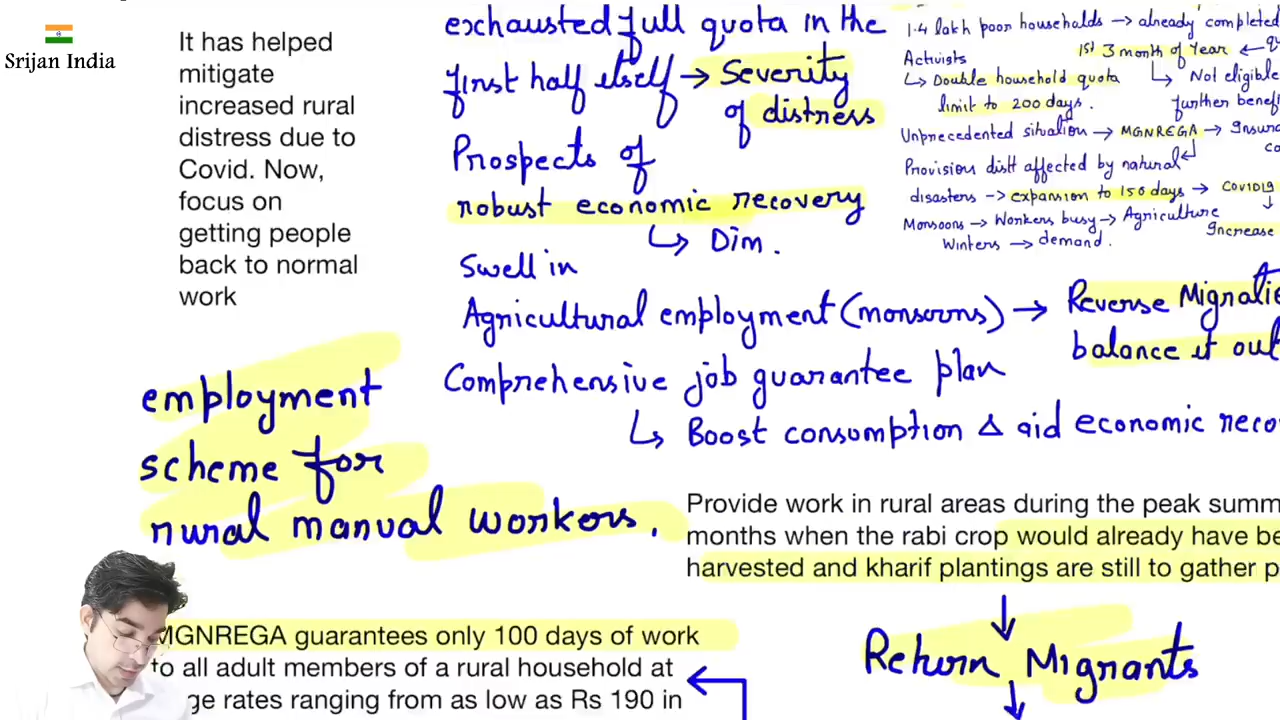 Srijan India
It has helped
mitigate
increased rural
distress due to
Covid. Now,
focus on
getting people
back to normal
work
exhausted full quota in the
first half itself → Severity
of distress
Prospects of
robust economic recovery
↳ Dim.
Swell in
Agricultural employment (monsoons) → Reverse Migratio
balance it out
Comprehensive job guarantee plan
↳ Boost consumption Δ aid economic reco
1.4 lakh poor households → already completed
1st 3 month of Year ← qu
Activists
↳ Double household quota
limit to 200 days.
↳ Not eligible
further benefi
Unprecedented situation → MGNREGA → Insura
co
Provision distt affected by natural
disasters → expansion to 150 days → COVID19
Monsoons → Workers busy → Agriculture
Increase
Winters → demand.
employment
scheme for
rural manual workers.
Provide work in rural areas during the peak summ
months when the rabi crop would already have be
harvested and kharif plantings are still to gather p
Return Migrants
MGNREGA guarantees only 100 days of work
to all adult members of a rural household at
ge rates ranging from as low as Rs 190 in